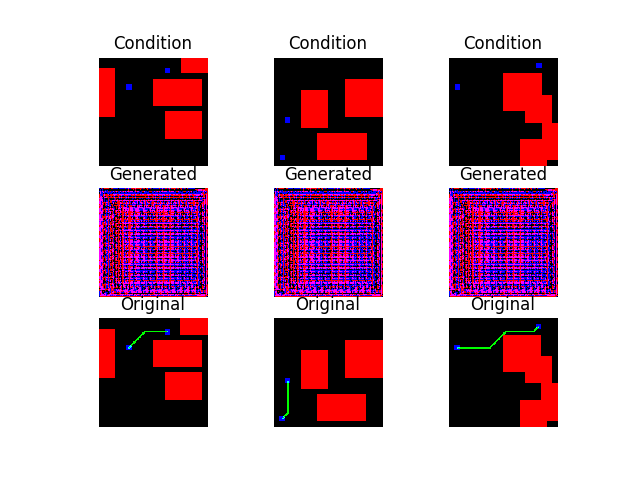 Condition Condition Condition
Generated Generated Generated
Original Original Original